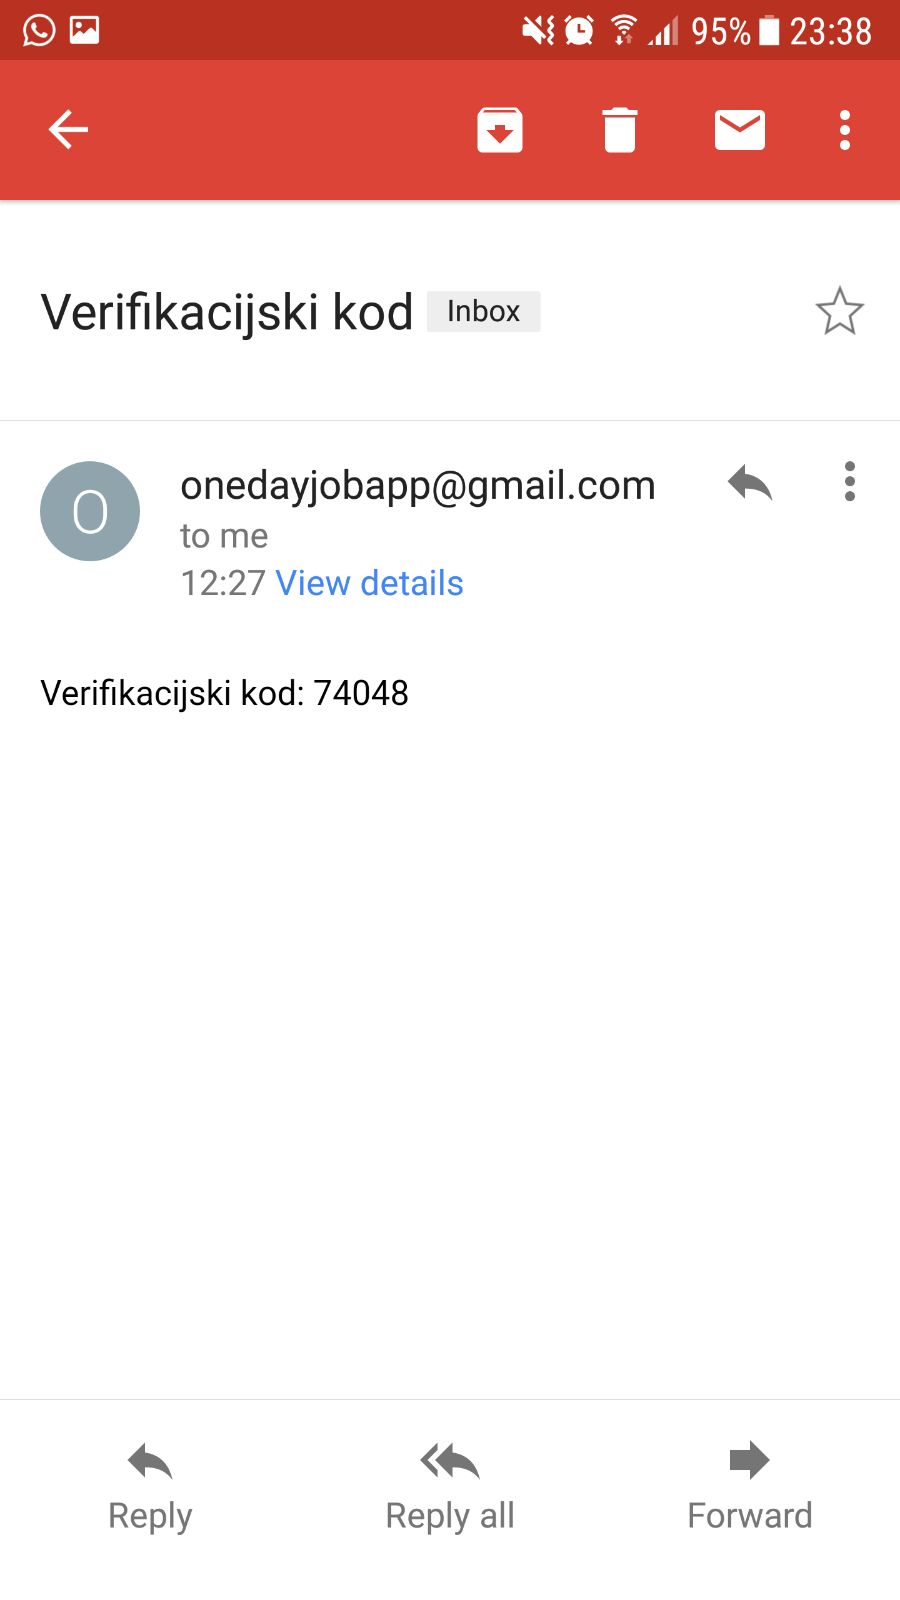 95% 23:38
Verifikacijski kod Inbox
O
onedayjobapp@gmail.com
to me
12:27 View details
Verifikacijski kod: 74048
Reply Reply all Forward